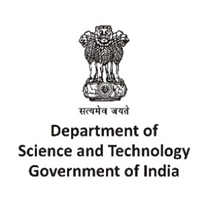 सत्यमेव जयते
Department of
Science and Technology
Government of India